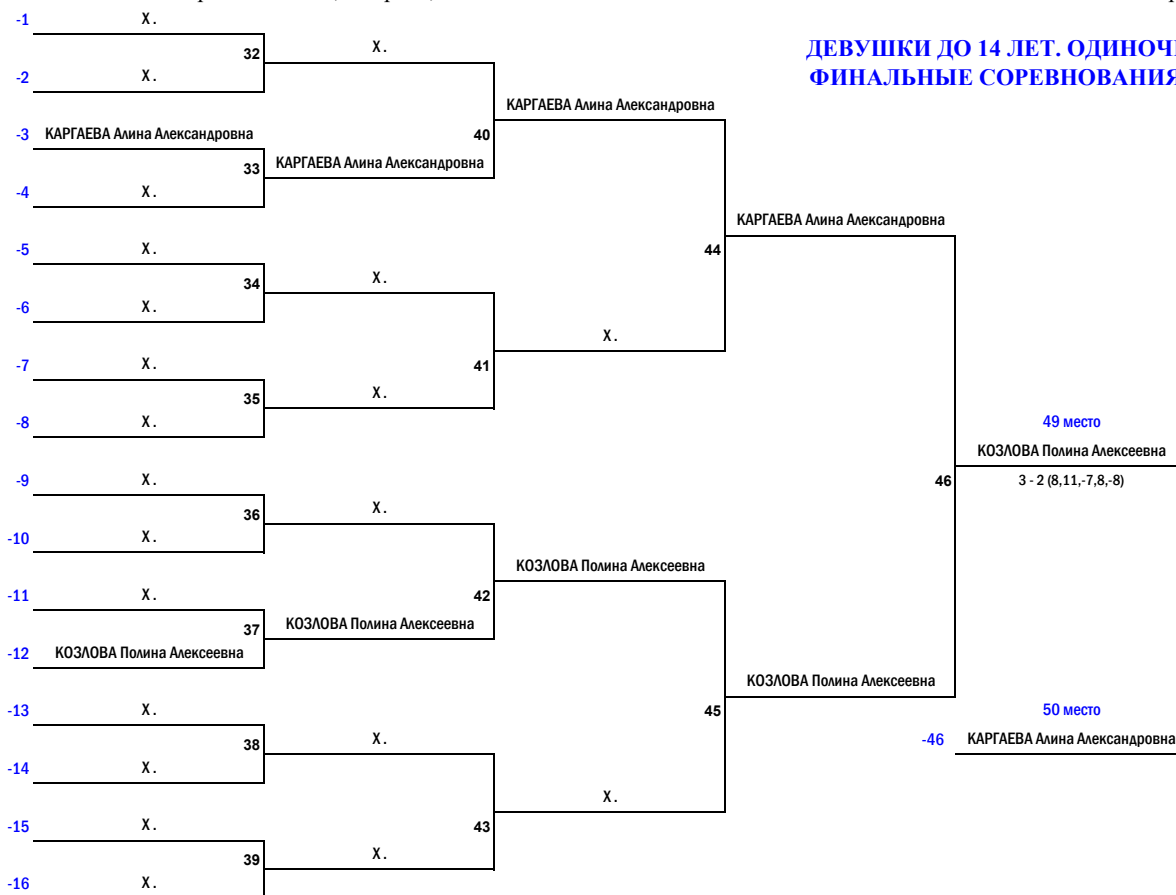 -1 Х.
32 Х.
ДЕВУШКИ ДО 14 ЛЕТ. ОДИНОЧ
-2 Х.
ФИНАЛЬНЫЕ СОРЕВНОВАНИЯ
КАРГАЕВА Алина Александровна
-3 КАРГАЕВА Алина Александровна
40
33 КАРГАЕВА Алина Александровна
-4 Х.
КАРГАЕВА Алина Александровна
-5 Х.
44
34 Х.
-6 Х.
Х.
-7 Х.
41
35 Х.
-8 Х.
49 место
КОЗЛОВА Полина Алексеевна
-9 Х.
46
3 - 2 (8,11,-7,8,-8)
36 Х.
-10 Х.
КОЗЛОВА Полина Алексеевна
-11 Х.
42
37 КОЗЛОВА Полина Алексеевна
-12 КОЗЛОВА Полина Алексеевна
КОЗЛОВА Полина Алексеевна
-13 Х.
45
50 место
38 Х.
-46 КАРГАЕВА Алина Александровна
-14 Х.
Х.
-15 Х.
43
39 Х.
-16 Х.